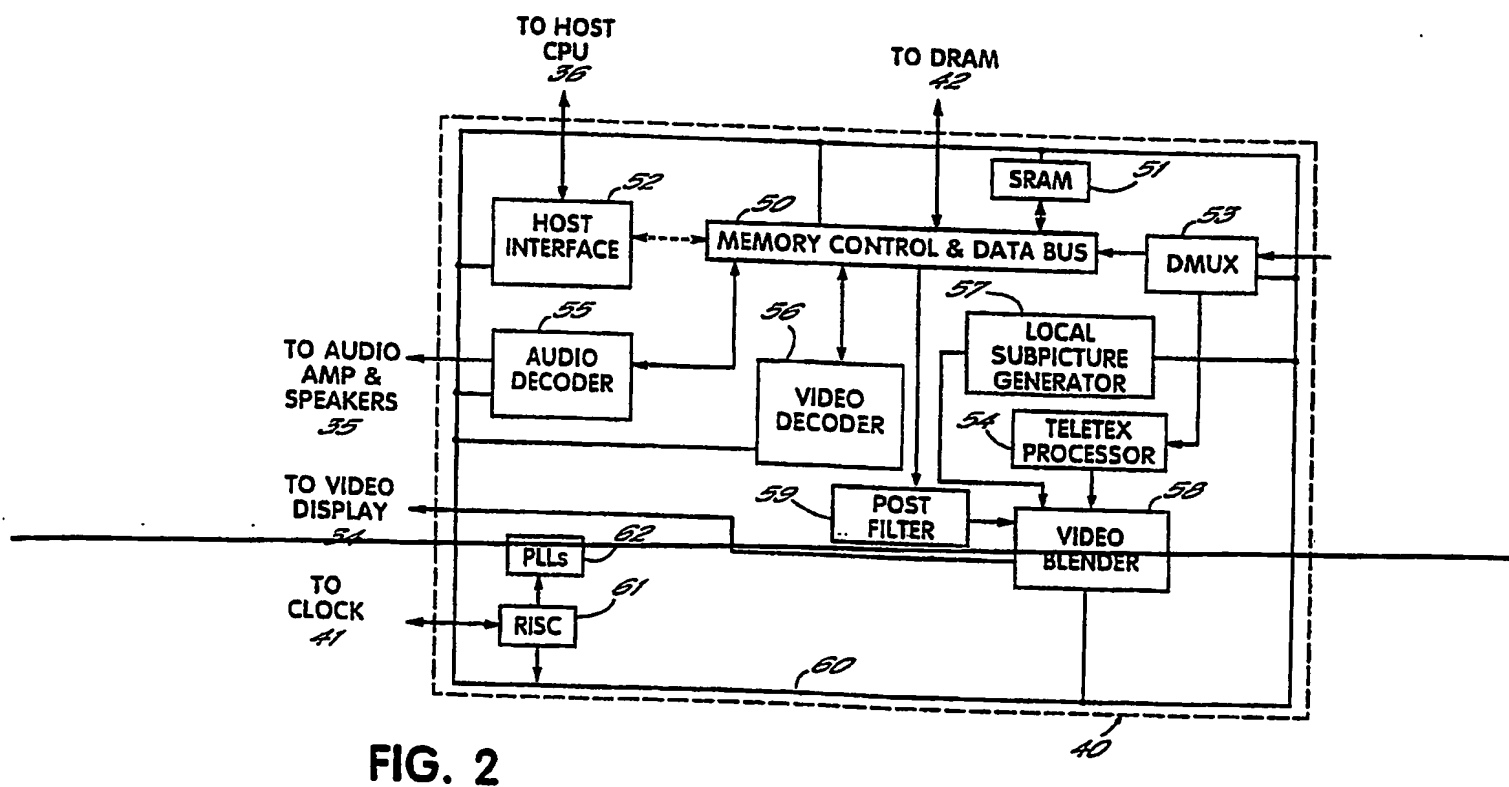 TO HOST
CPU
36
TO DRAM
42
SRAM
51
52
HOST
INTERFACE
50
MEMORY CONTROL & DATA BUS
53
DMUX
55
AUDIO
DECODER
TO AUDIO
AMP &
SPEAKERS
35
56
VIDEO
DECODER
57
LOCAL
SUBPICTURE
GENERATOR
54
TELETEX
PROCESSOR
TO VIDEO
DISPLAY
59
POST
FILTER
58
VIDEO
BLENDER
62
PLLs
TO
CLOCK
41
61
RISC
60
40
FIG. 2